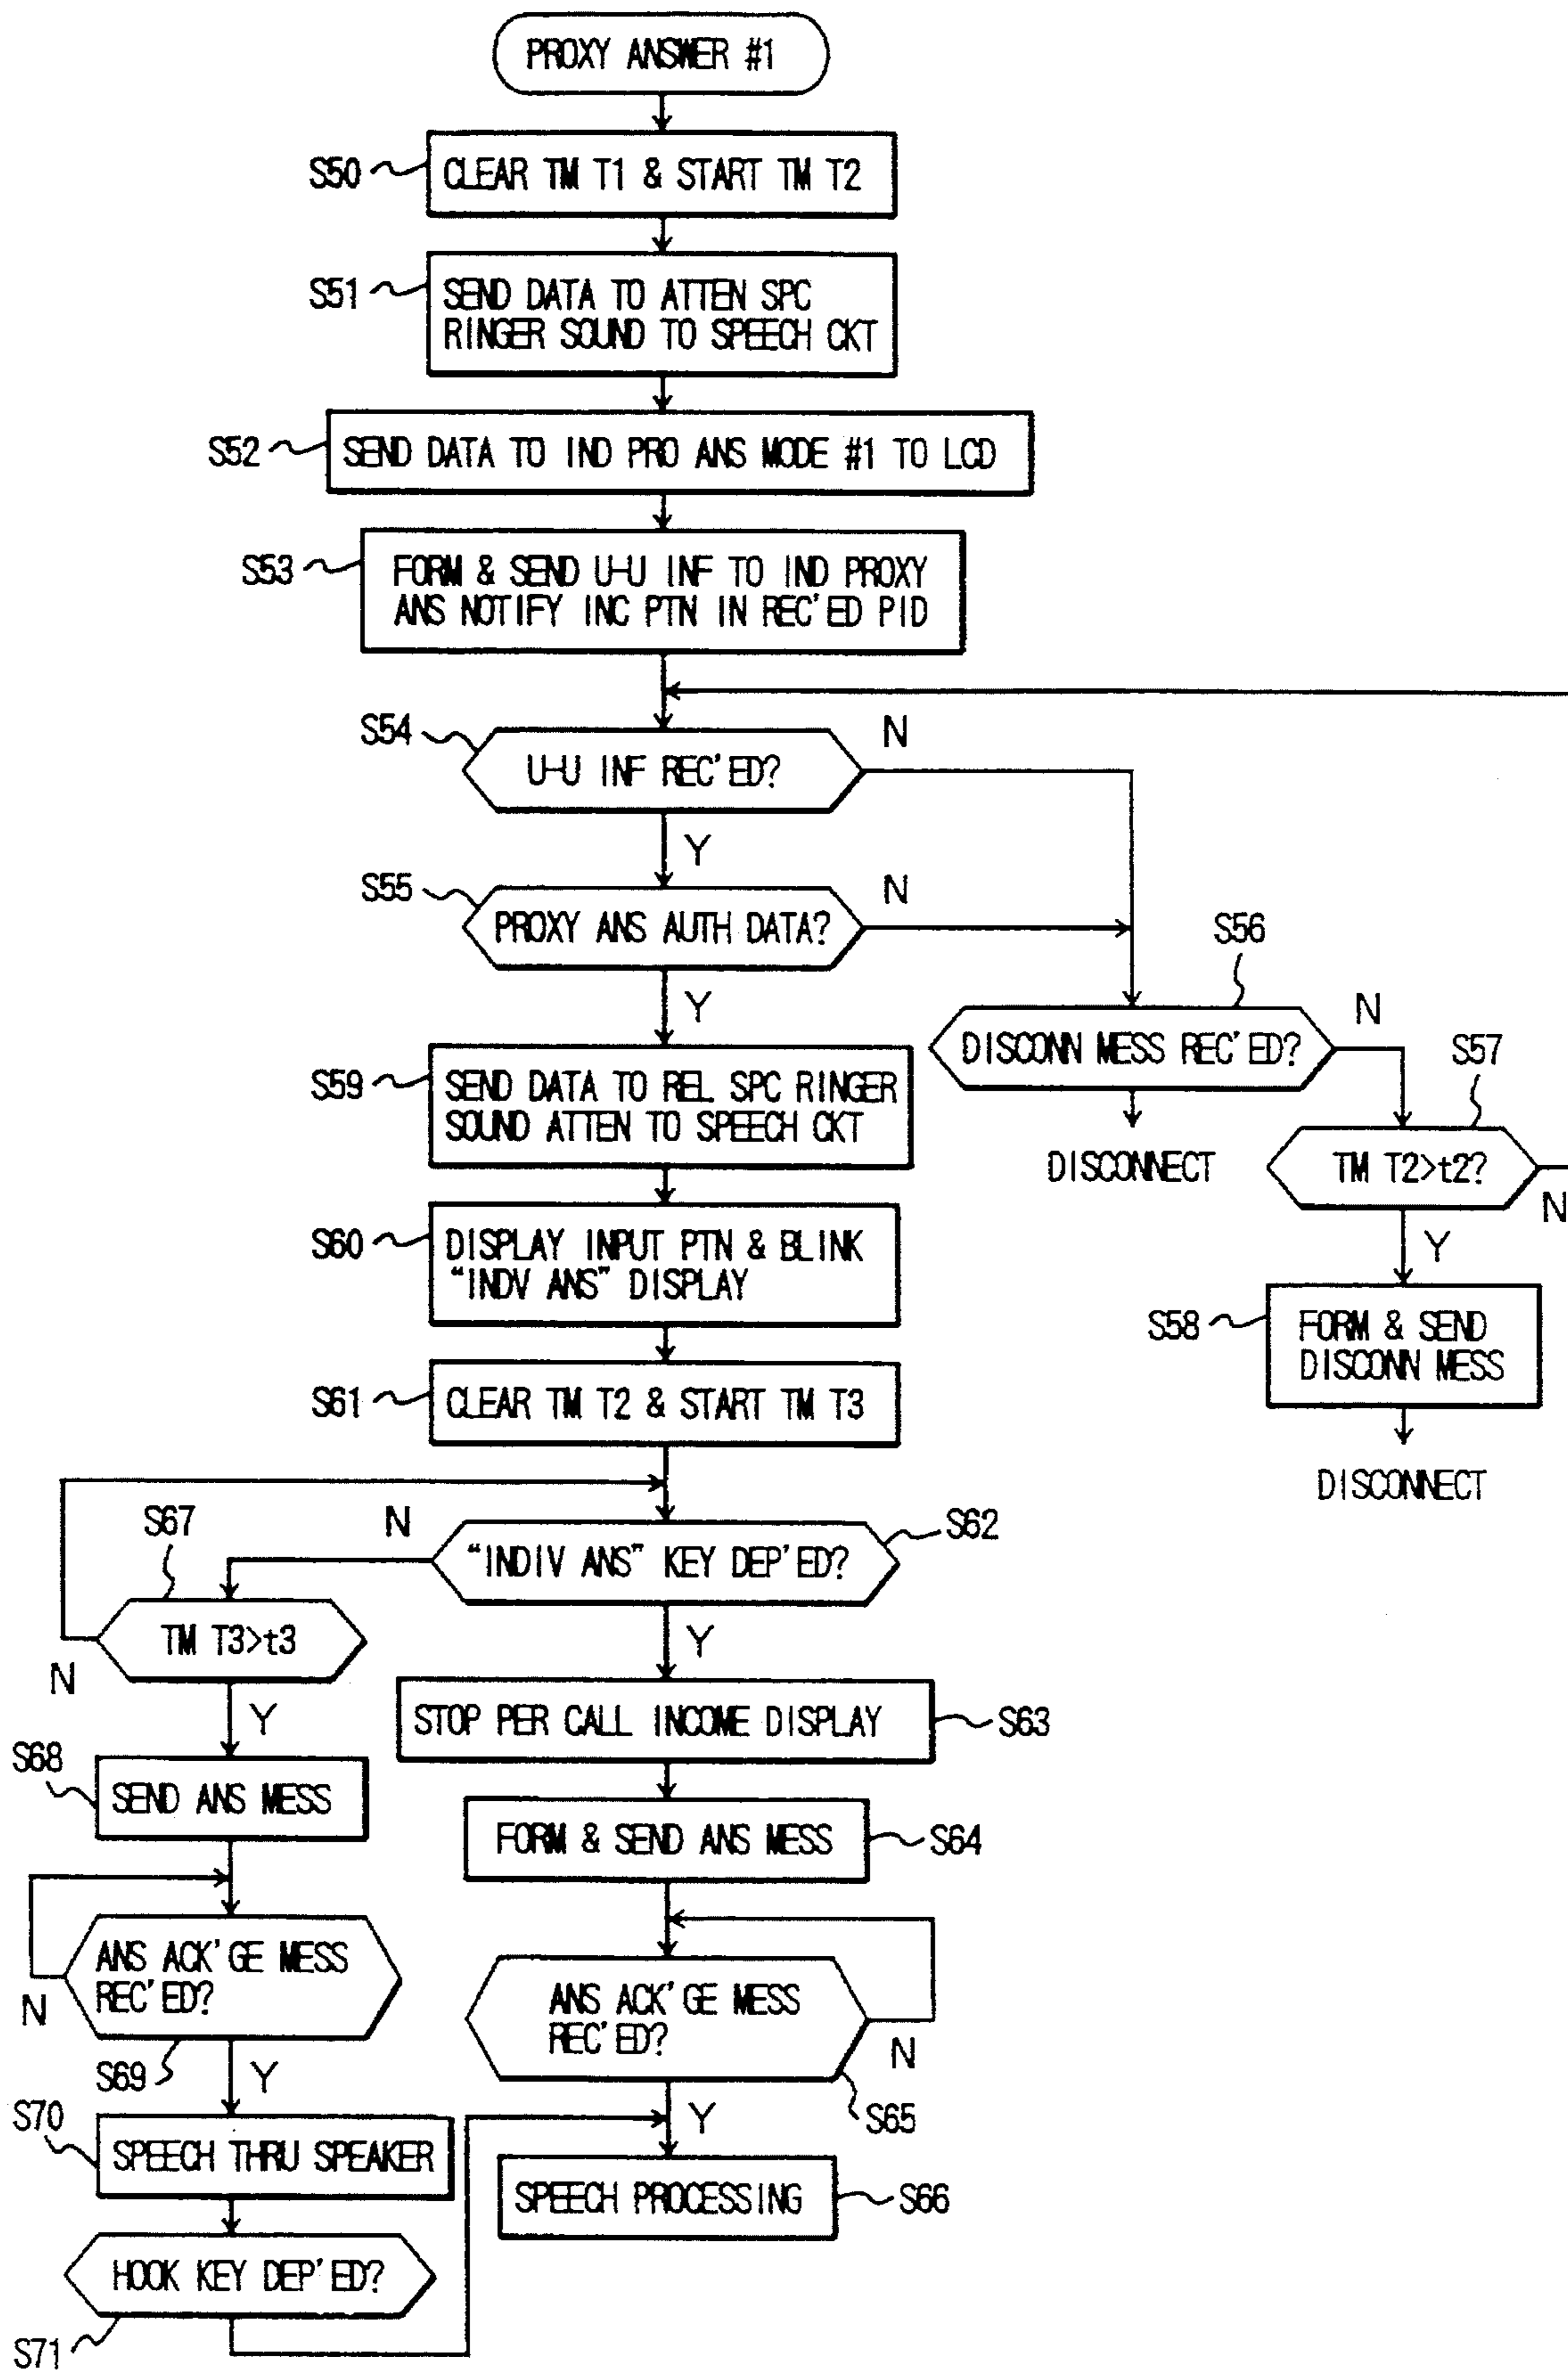 PROXY ANSWER #1
S50
CLEAR TM T1 & START TM T2
S51
SEND DATA TO ATTEN SPC
RINGER SOUND TO SPEECH CKT
S52
SEND DATA TO IND PRO ANS MODE #1 TO LCD
S53
FORM & SEND U-U INF TO IND PROXY
ANS NOTIFY INC PTN IN REC'ED PID
S54
U-U INF REC'ED?
N
Y
S55
PROXY ANS AUTH DATA?
N
Y
S56
DISCONN MESS REC'ED?
N
DISCONNECT
S57
TM T2>t2?
N
Y
S58
FORM & SEND
DISCONN MESS
DISCONNECT
S59
SEND DATA TO REL SPC RINGER
SOUND ATTEN TO SPEECH CKT
S60
DISPLAY INPUT PTN & BLINK
"INDV ANS" DISPLAY
S61
CLEAR TM T2 & START TM T3
S62
"INDIV ANS" KEY DEP'ED?
N
Y
S67
TM T3>t3
N
Y
S63
STOP PER CALL INCOME DISPLAY
S68
SEND ANS MESS
S64
FORM & SEND ANS MESS
ANS ACK'GE MESS
REC'ED?
N
S69
Y
ANS ACK'GE MESS
REC'ED?
N
S65
Y
S70
SPEECH THRU SPEAKER
SPEECH PROCESSING
S66
HOOK KEY DEP'ED?
S71